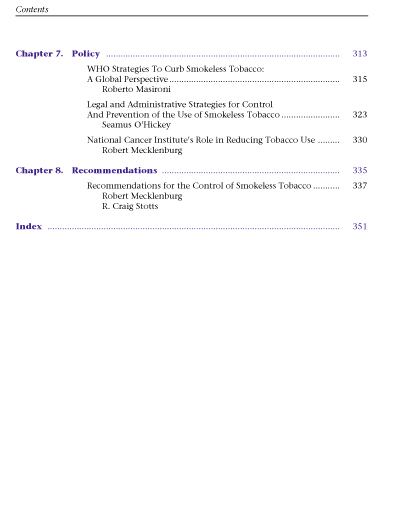 Contents
Chapter 7. Policy ........................................................................ 313
WHO Strategies To Curb Smokeless Tobacco:
A Global Perspective ........................................................... 315
Roberto Masironi
Legal and Administrative Strategies for Control
And Prevention of the Use of Smokeless Tobacco .................... 323
Seamus O'Hickey
National Cancer Institute's Role in Reducing Tobacco Use ........ 330
Robert Mecklenburg
Chapter 8. Recommendations ............................................................. 335
Recommendations for the Control of Smokeless Tobacco .......... 337
Robert Mecklenburg
R. Craig Stotts
Index ..................................................................................................... 351